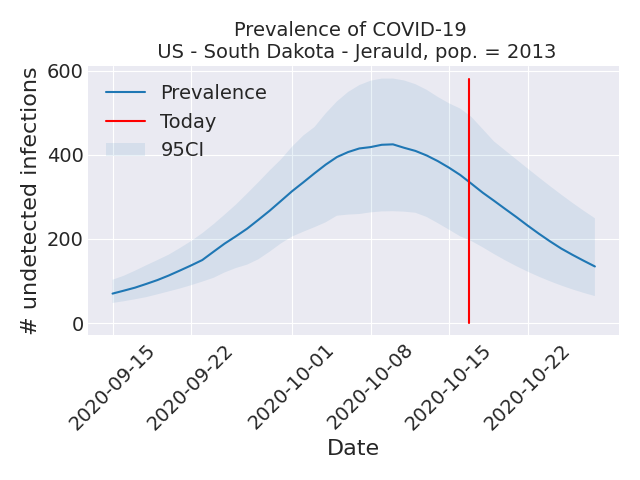 Prevalence of COVID-19
US - South Dakota - Jerauld, pop. = 2013
# undetected infections
600
400
200
0
Prevalence
Today
95CI
2020-09-15
2020-09-22
2020-10-01
2020-10-08
2020-10-15
2020-10-22
Date